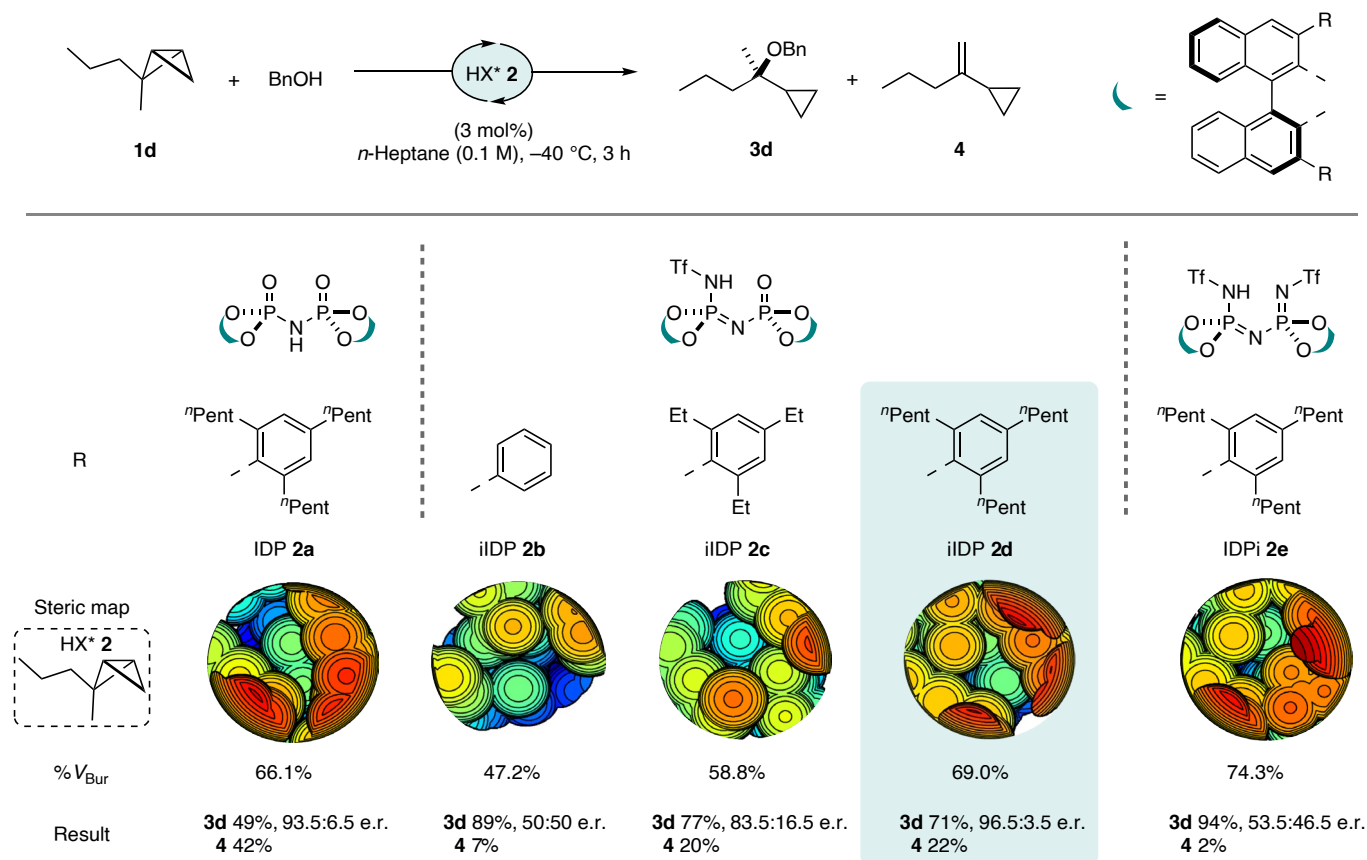 R
OBn
+ BnOH
HX* 2
+
=
(3 mol%)
n-Heptane (0.1 M), –40 °C, 3 h
1d
3d
4
R
O O
O P P O
O N O
H
Tf
NH O
O P P O
O N O
Tf Tf
NH N
O P P O
O N O
R
nPent nPent
nPent
Et Et
Et
nPent nPent
nPent
nPent nPent
nPent
IDP 2a
iIDP 2b
iIDP 2c
iIDP 2d
IDPi 2e
Steric map
HX* 2
%VBur
66.1%
47.2%
58.8%
69.0%
74.3%
Result
3d 49%, 93.5:6.5 e.r.
4 42%
3d 89%, 50:50 e.r.
4 7%
3d 77%, 83.5:16.5 e.r.
4 20%
3d 71%, 96.5:3.5 e.r.
4 22%
3d 94%, 53.5:46.5 e.r.
4 2%